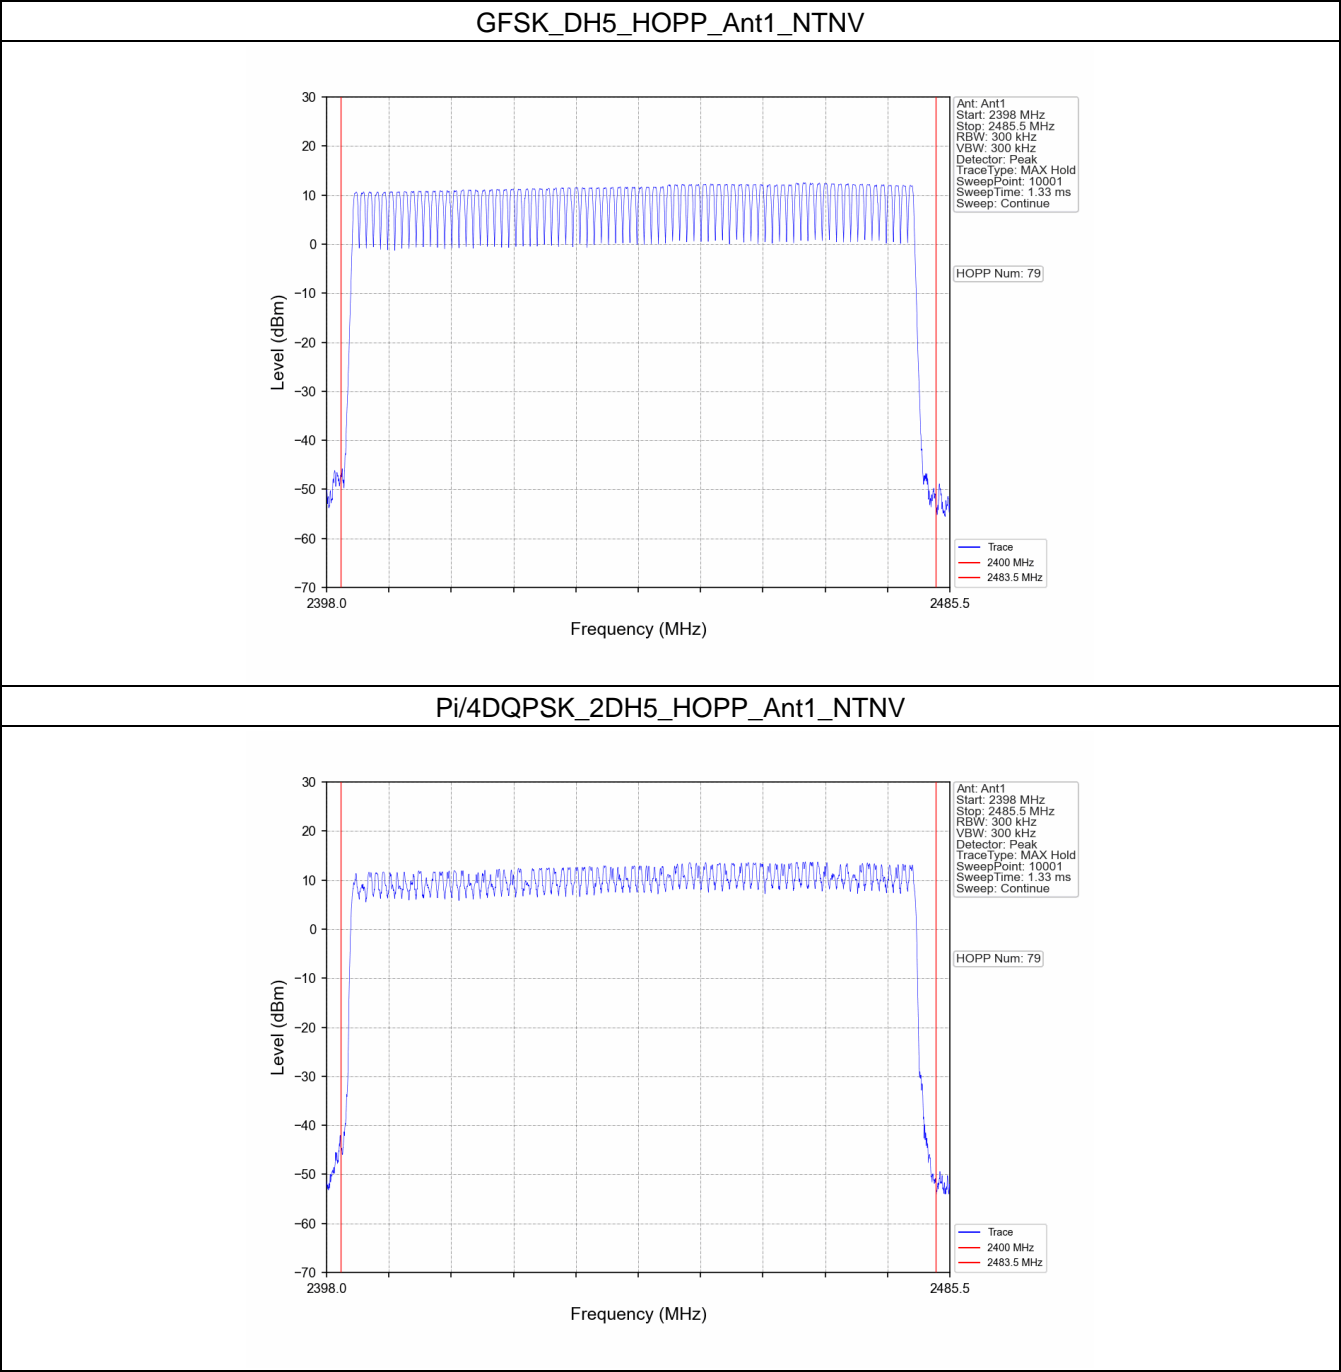 GFSK_DH5_HOPP_Ant1_NTNV
30
20
10
0
−10
−20
−30
−40
−50
−60
−70
Level (dBm)
2398.0
2485.5
Frequency (MHz)
Ant: Ant1
Start: 2398 MHz
Stop: 2485.5 MHz
RBW: 300 kHz
VBW: 300 kHz
Detector: Peak
TraceType: MAX Hold
SweepPoint: 10001
SweepTime: 1.33 ms
Sweep: Continue
HOPP Num: 79
Trace
2400 MHz
2483.5 MHz
Pi/4DQPSK_2DH5_HOPP_Ant1_NTNV
30
20
10
0
−10
−20
−30
−40
−50
−60
−70
Level (dBm)
2398.0
2485.5
Frequency (MHz)
Ant: Ant1
Start: 2398 MHz
Stop: 2485.5 MHz
RBW: 300 kHz
VBW: 300 kHz
Detector: Peak
TraceType: MAX Hold
SweepPoint: 10001
SweepTime: 1.33 ms
Sweep: Continue
HOPP Num: 79
Trace
2400 MHz
2483.5 MHz